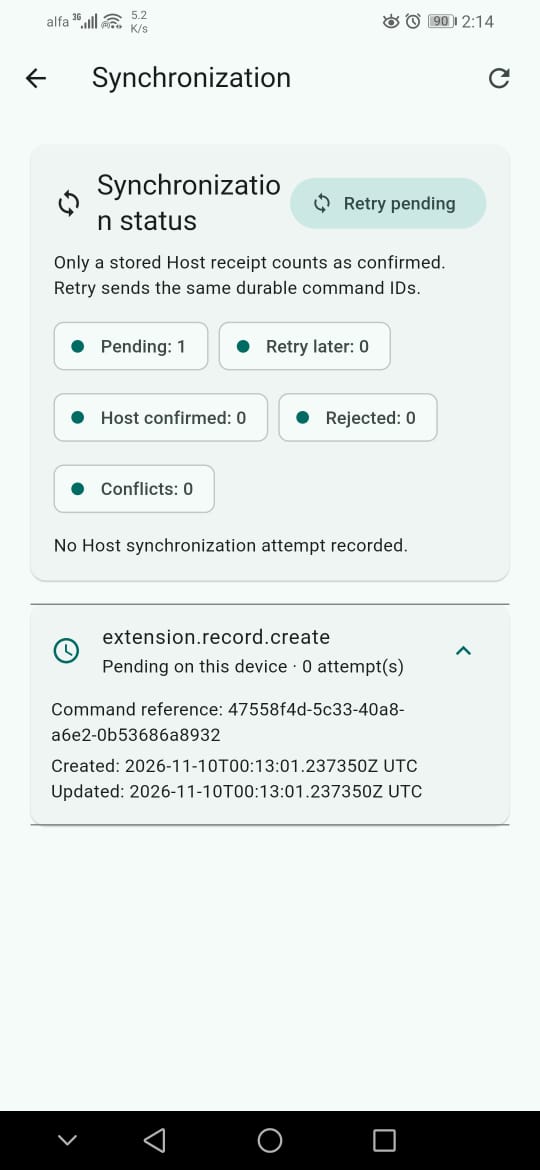 alfa 3G 5.2 K/s 90 2:14
Synchronization
Synchronizatio
n status
Retry pending
Only a stored Host receipt counts as confirmed.
Retry sends the same durable command IDs.
Pending: 1
Retry later: 0
Host confirmed: 0
Rejected: 0
Conflicts: 0
No Host synchronization attempt recorded.
extension.record.create
Pending on this device · 0 attempt(s)
Command reference: 47558f4d-5c33-40a8-
a6e2-0b53686a8932
Created: 2026-11-10T00:13:01.237350Z UTC
Updated: 2026-11-10T00:13:01.237350Z UTC